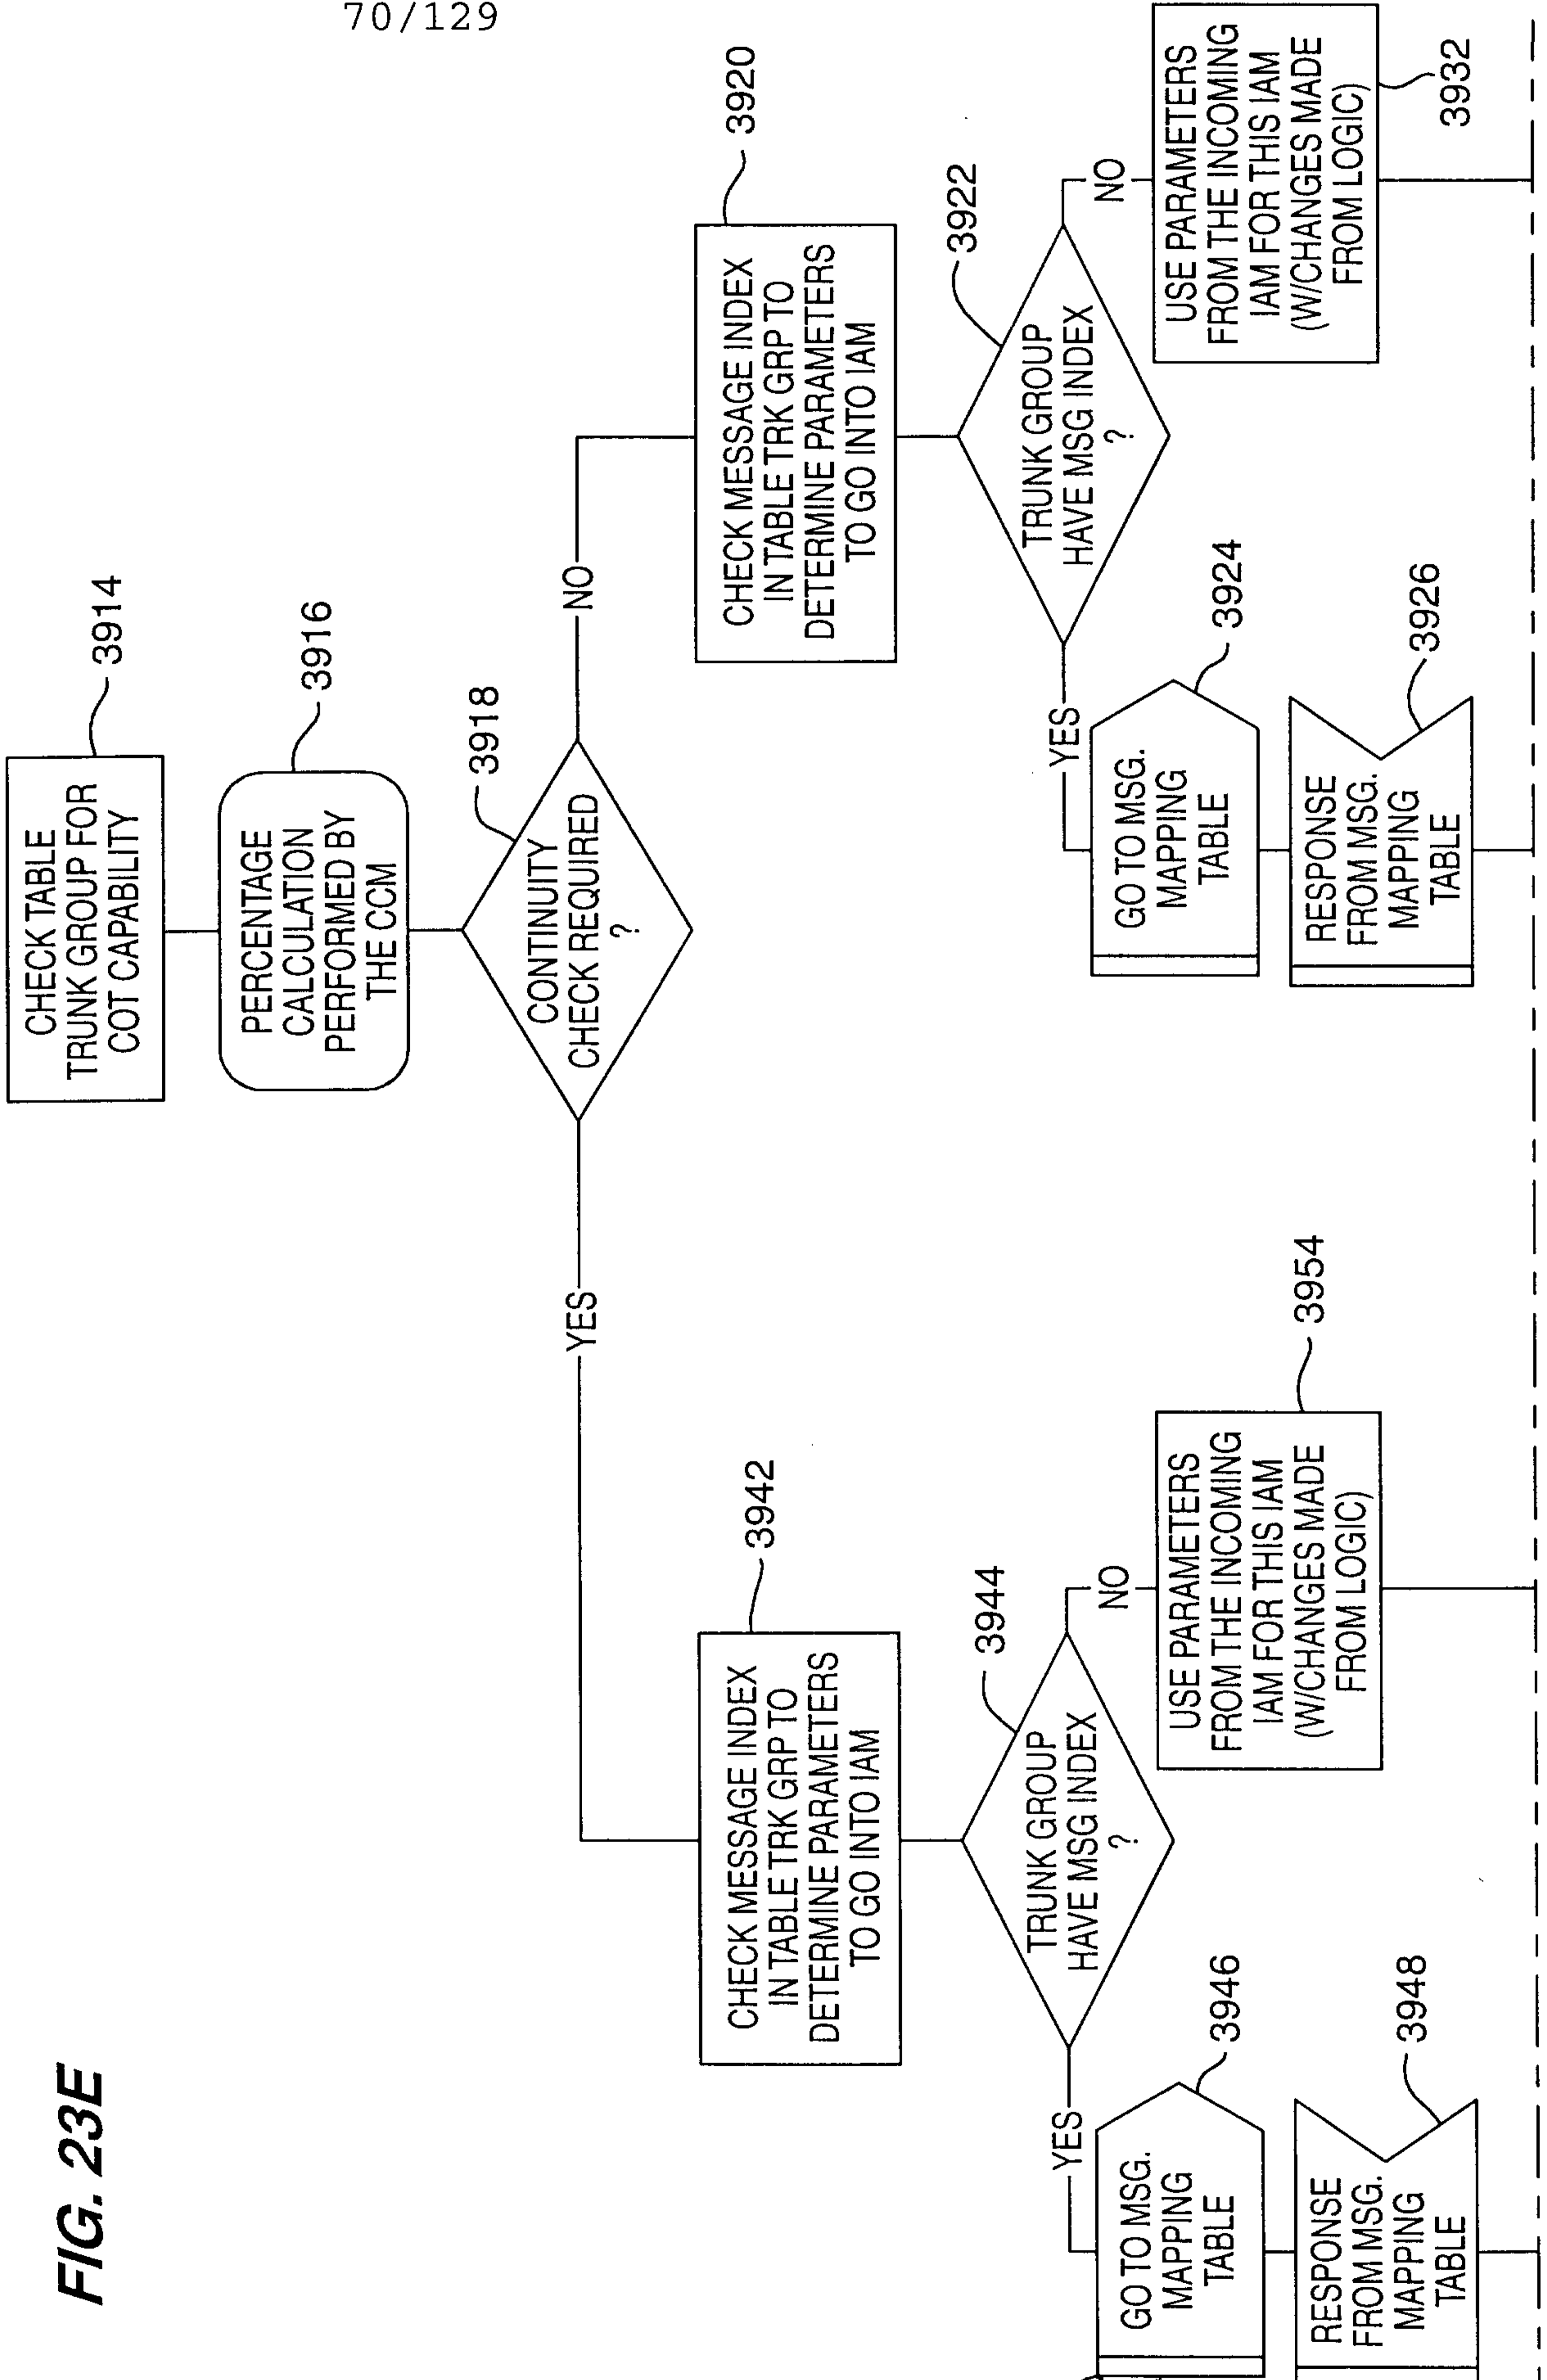 70/129
FIG. 23E
CHECK TABLE
TRUNK GROUP FOR
COT CAPABILITY
3914
PERCENTAGE
CALCULATION
PERFORMED BY
THE CCM
3916
CONTINUITY
CHECK REQUIRED
?
3918
YES
NO
CHECK MESSAGE INDEX
IN TABLE TRK GRP TO
DETERMINE PARAMETERS
TO GO INTO IAM
3942
CHECK MESSAGE INDEX
IN TABLE TRK GRP TO
DETERMINE PARAMETERS
TO GO INTO IAM
3920
TRUNK GROUP
HAVE MSG INDEX
?
3944
YES
NO
TRUNK GROUP
HAVE MSG INDEX
?
3922
YES
NO
GO TO MSG.
MAPPING
TABLE
3946
RESPONSE
FROM MSG.
MAPPING
TABLE
3948
USE PARAMETERS
FROM THE INCOMING
IAM FOR THIS IAM
(W/CHANGES MADE
FROM LOGIC)
3954
GO TO MSG.
MAPPING
TABLE
3924
RESPONSE
FROM MSG.
MAPPING
TABLE
3926
USE PARAMETERS
FROM THE INCOMING
IAM FOR THIS IAM
(W/CHANGES MADE
FROM LOGIC)
3932